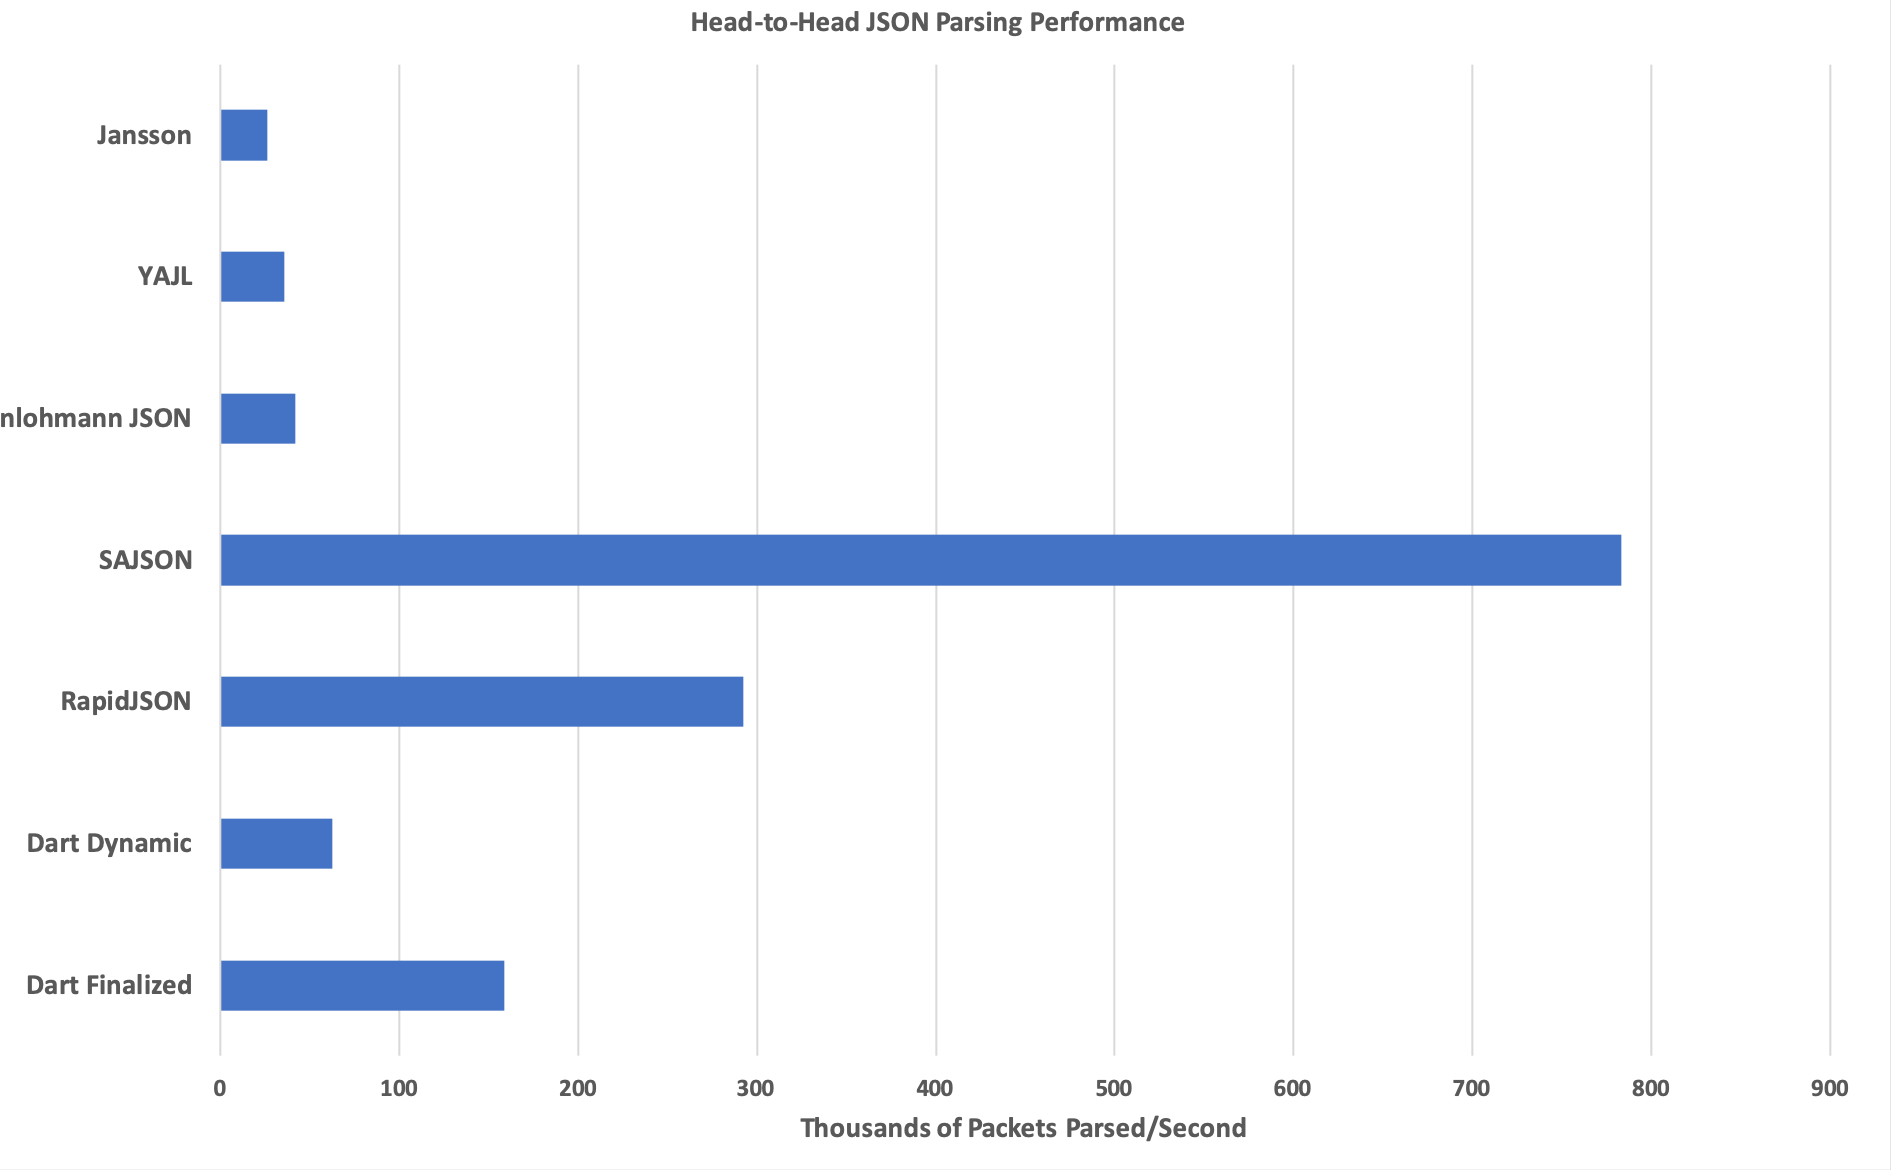 Head-to-Head JSON Parsing Performance
Jansson
YAJL
nlohmann JSON
SAJSON
RapidJSON
Dart Dynamic
Dart Finalized
0 100 200 300 400 500 600 700 800 900
Thousands of Packets Parsed/Second